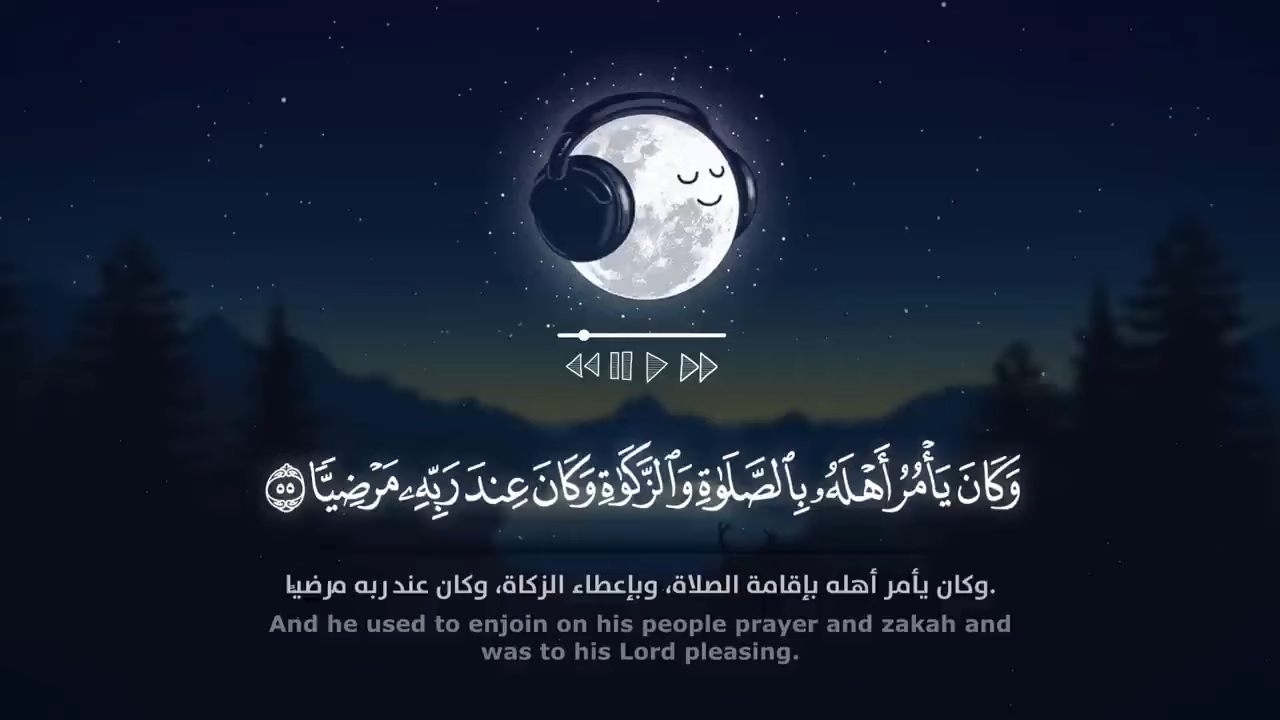 وَكَانَ يَأْمُرُ أَهْلَهُۥ بِٱلصَّلَوٰةِ وَٱلزَّكَوٰةِ وَكَانَ عِندَ رَبِّهِۦ مَرْضِيًّا ٥٥
وكان يأمر أهله بإقامة الصلاة، وبإعطاء الزكاة، وكان عند ربه مرضيا.
And he used to enjoin on his people prayer and zakah and
was to his Lord pleasing.